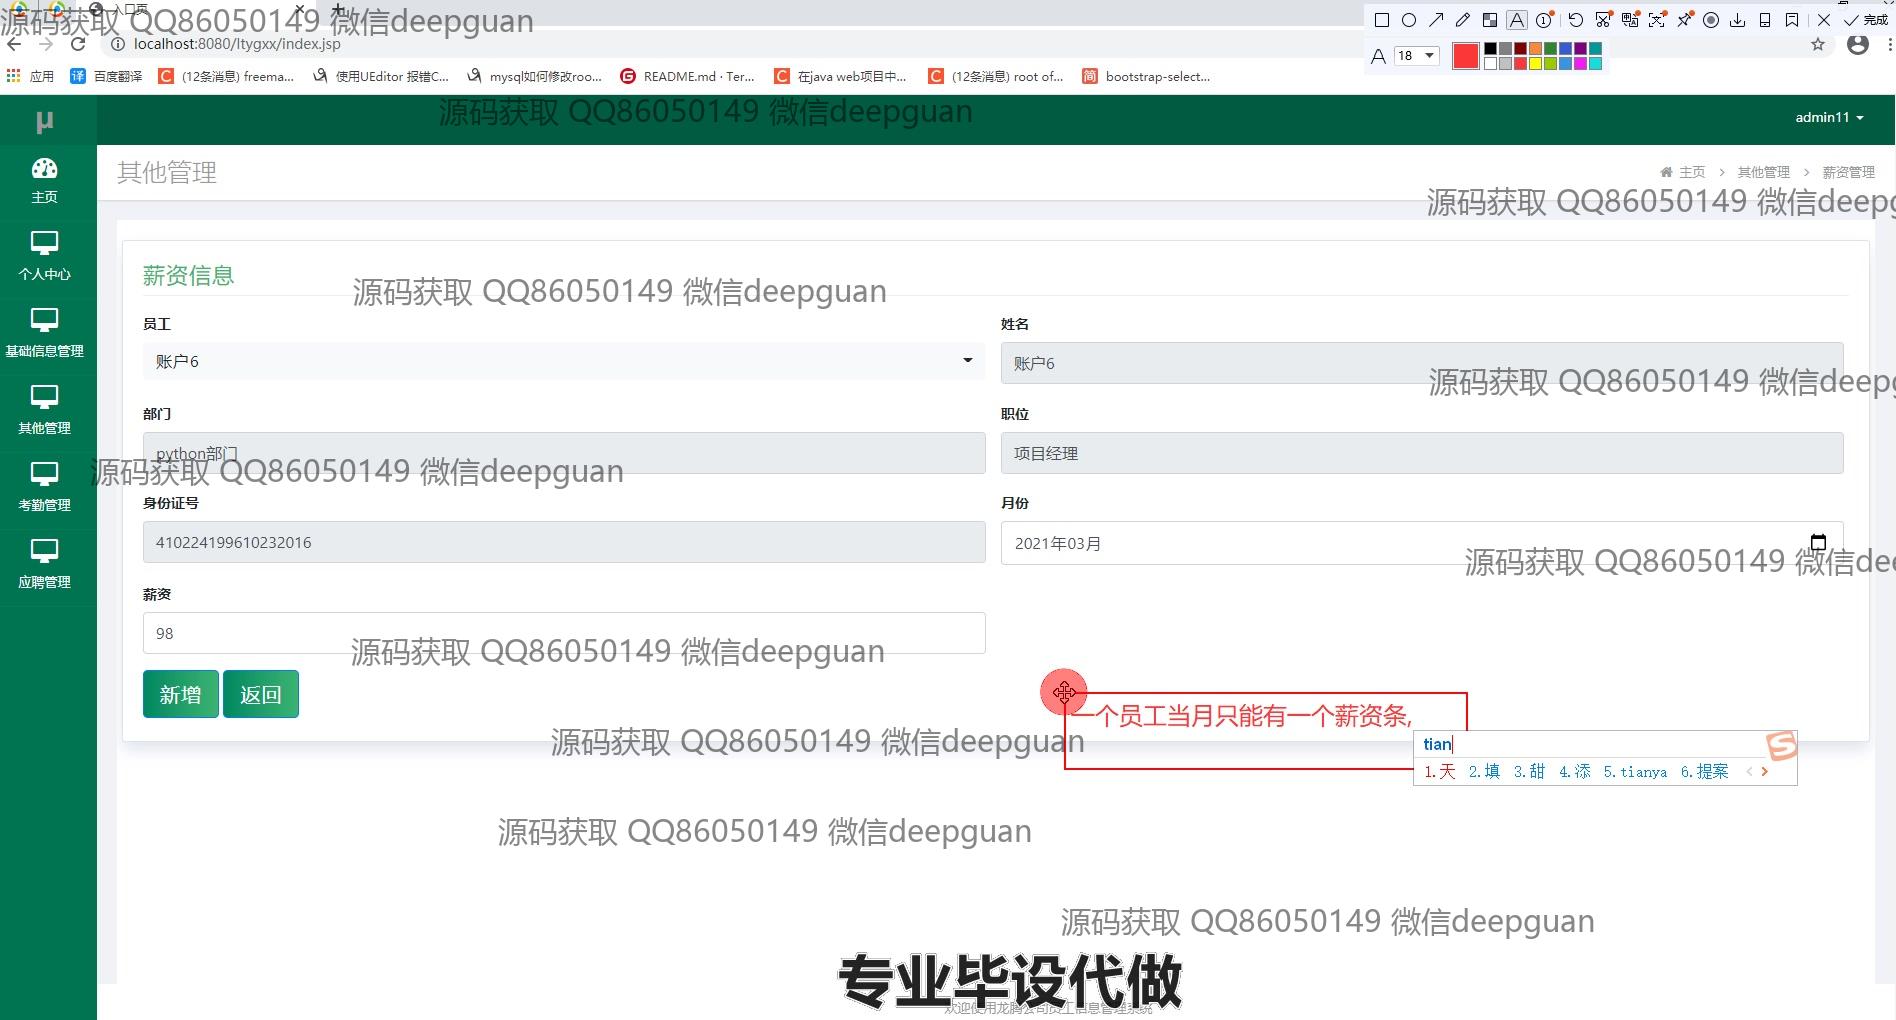 入口页
源码获取 QQ86050149 微信deepguan
localhost:8080/ltygxx/index.jsp
完成
A 18
应用 译 百度翻译 (12条消息) freema... 使用UEditor 报错C... mysql如何修改roo... README.md · Ter... 在java web项目中... (12条消息) root of... 简 bootstrap-select...
源码获取 QQ86050149 微信deepguan
μ
admin11
其他管理
主页 > 其他管理 > 薪资管理
源码获取 QQ86050149 微信deepg
主页
个人中心
基础信息管理
其他管理
考勤管理
应聘管理
薪资信息
源码获取 QQ86050149 微信deepguan
员工 姓名
账户6 账户6
源码获取 QQ86050149 微信deepg
部门 职位
python部门 项目经理
源码获取 QQ86050149 微信deepguan
身份证号 月份
410224199610232016 2021年03月
源码获取 QQ86050149 微信dee
薪资
98
源码获取 QQ86050149 微信deepguan
新增 返回
一个员工当月只能有一个薪资条,
源码获取 QQ86050149 微信deepguan
tian
1.天 2.填 3.甜 4.添 5.tianya 6.提案
源码获取 QQ86050149 微信deepguan
源码获取 QQ86050149 微信deepguan
专业毕设代做
欢迎使用龙腾公司员工信息管理系统